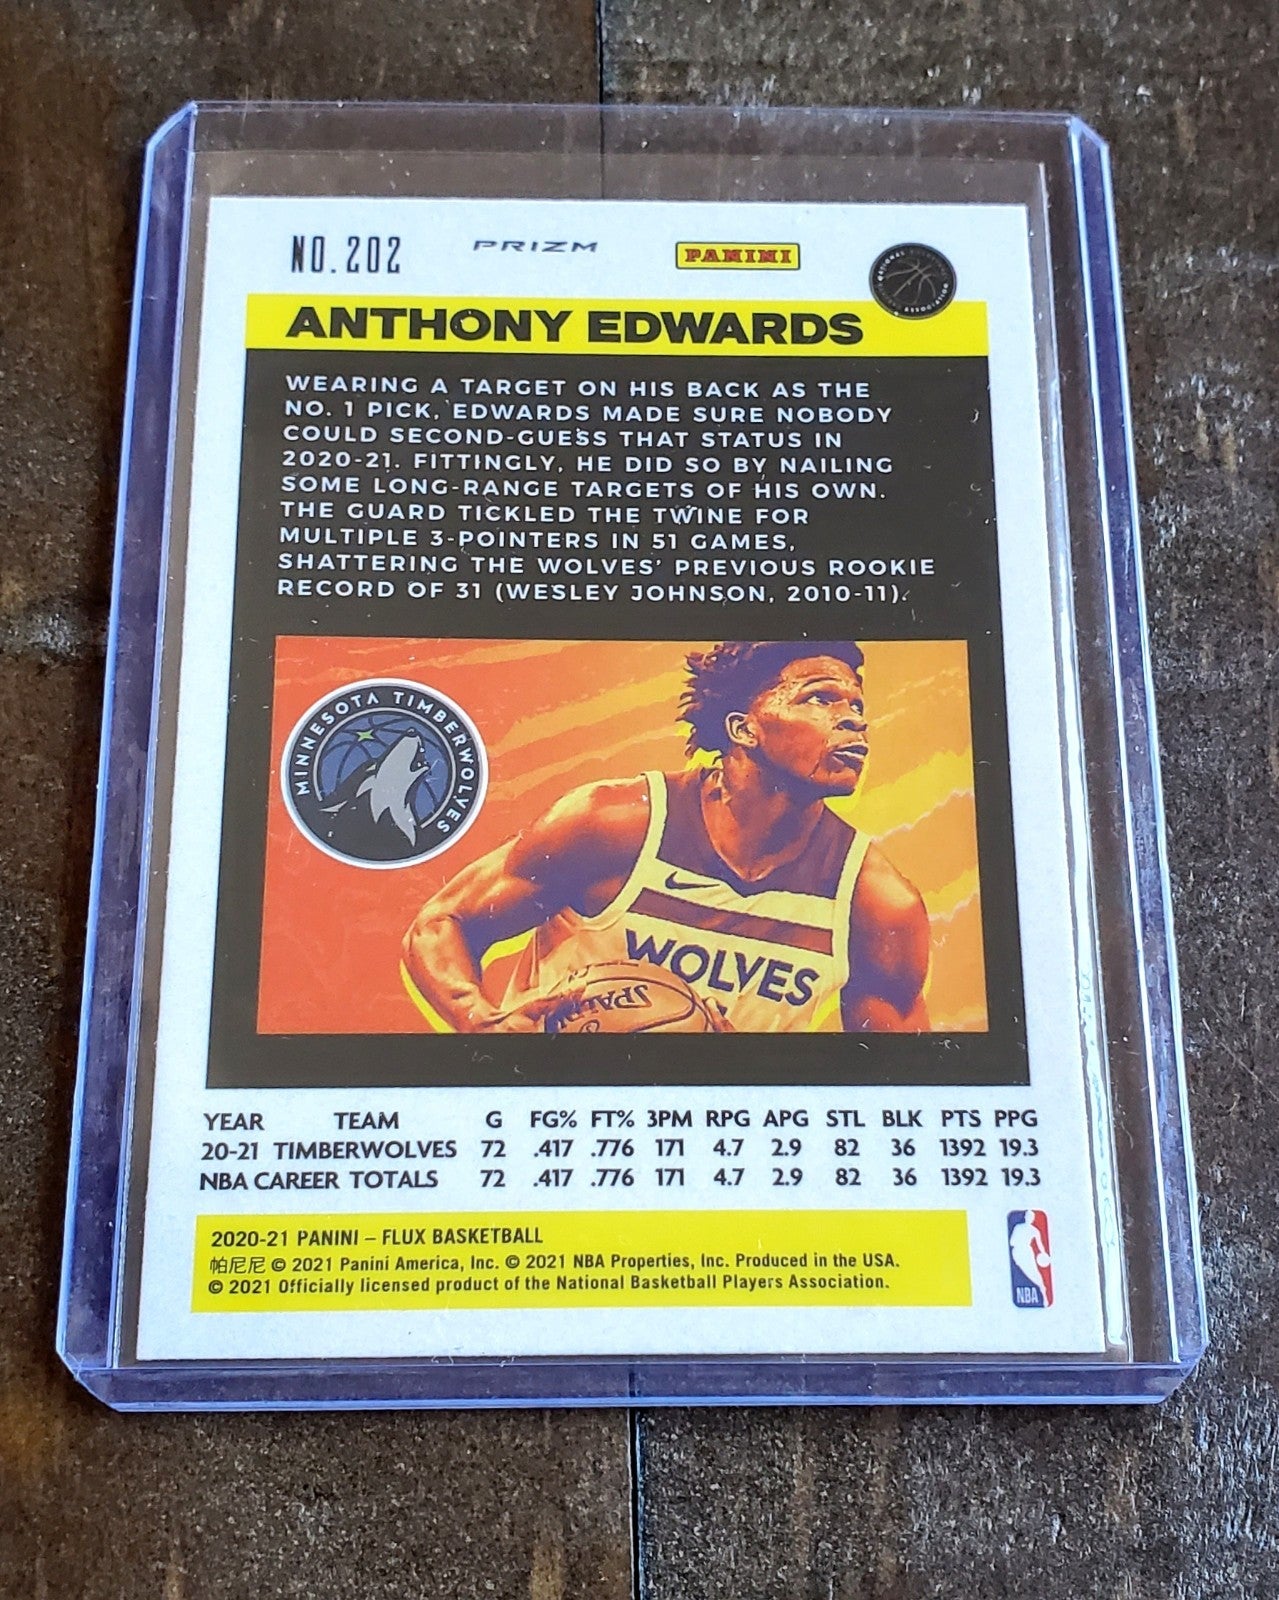 NO. 202
PRIZM
PANINI
NATIONAL ASSOCIATION
ANTHONY EDWARDS
WEARING A TARGET ON HIS BACK AS THE
NO. 1 PICK, EDWARDS MADE SURE NOBODY
COULD SECOND-GUESS THAT STATUS IN
2020-21. FITTINGLY, HE DID SO BY NAILING
SOME LONG-RANGE TARGETS OF HIS OWN.
THE GUARD TICKLED THE TWINE FOR
MULTIPLE 3-POINTERS IN 51 GAMES,
SHATTERING THE WOLVES' PREVIOUS ROOKIE
RECORD OF 31 (WESLEY JOHNSON, 2010-11).
MINNESOTA TIMBERWOLVES
WOLVES
YEAR TEAM G FG% FT% 3PM RPG APG STL BLK PTS PPG
20-21 TIMBERWOLVES 72 .417 .776 171 4.7 2.9 82 36 1392 19.3
NBA CAREER TOTALS 72 .417 .776 171 4.7 2.9 82 36 1392 19.3
2020-21 PANINI – FLUX BASKETBALL
帕尼尼 © 2021 Panini America, Inc. © 2021 NBA Properties, Inc. Produced in the USA.
© 2021 Officially licensed product of the National Basketball Players Association.
NBA